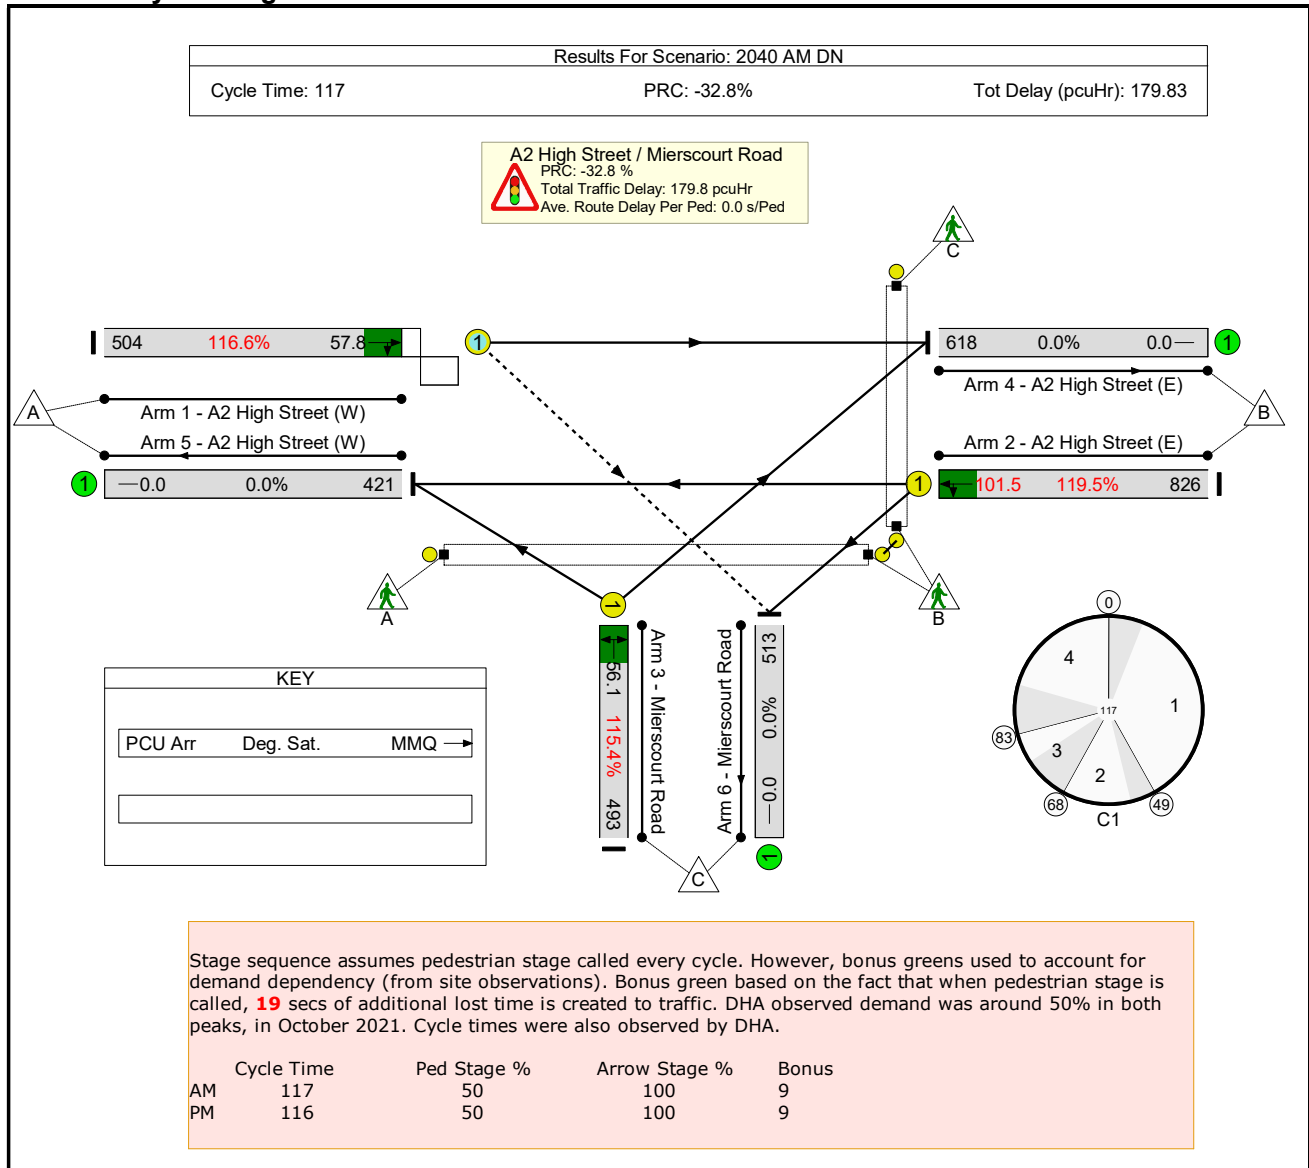 Results For Scenario: 2040 AM DN
Cycle Time: 117 PRC: -32.8% Tot Delay (pcuHr): 179.83
A2 High Street / Mierscourt Road
PRC: -32.8 %
Total Traffic Delay: 179.8 pcuHr
Ave. Route Delay Per Ped: 0.0 s/Ped
C
504 116.6% 57.8
1
618 0.0% 0.0
1
Arm 1 - A2 High Street (W)
Arm 4 - A2 High Street (E)
A
B
Arm 5 - A2 High Street (W)
Arm 2 - A2 High Street (E)
1
0.0 0.0% 421
1
101.5 119.5% 826
A
B
1
56.1 115.4% 493
Arm 3 - Mierscourt Road
Arm 6 - Mierscourt Road
0.0 0.0% 513
1
C
0
4
1
117
83
3
2
68
49
C1
KEY
PCU Arr Deg. Sat. MMQ
Stage sequence assumes pedestrian stage called every cycle. However, bonus greens used to account for
demand dependency (from site observations). Bonus green based on the fact that when pedestrian stage is
called, 19 secs of additional lost time is created to traffic. DHA observed demand was around 50% in both
peaks, in October 2021. Cycle times were also observed by DHA.
Cycle Time Ped Stage % Arrow Stage % Bonus
AM 117 50 100 9
PM 116 50 100 9